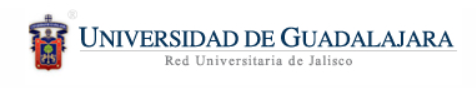 UNIVERSIDAD DE GUADALAJARA
Red Universitaria de Jalisco